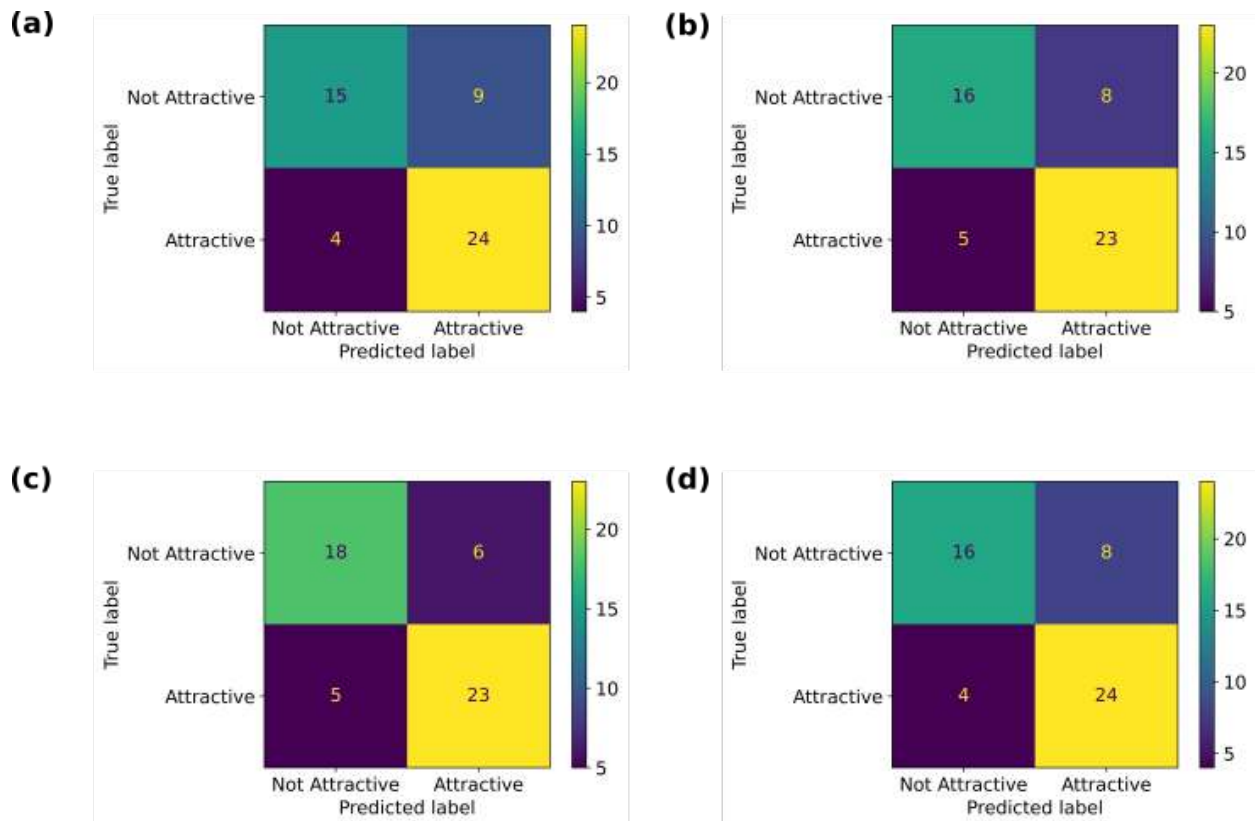 (a)
True label
Not Attractive
15
9
Attractive
4
24
Not Attractive
Attractive
Predicted label
20
15
10
5
(b)
True label
Not Attractive
16
8
Attractive
5
23
Not Attractive
Attractive
Predicted label
20
15
10
5
(c)
True label
Not Attractive
18
6
Attractive
5
23
Not Attractive
Attractive
Predicted label
20
15
10
5
(d)
True label
Not Attractive
16
8
Attractive
4
24
Not Attractive
Attractive
Predicted label
20
15
10
5